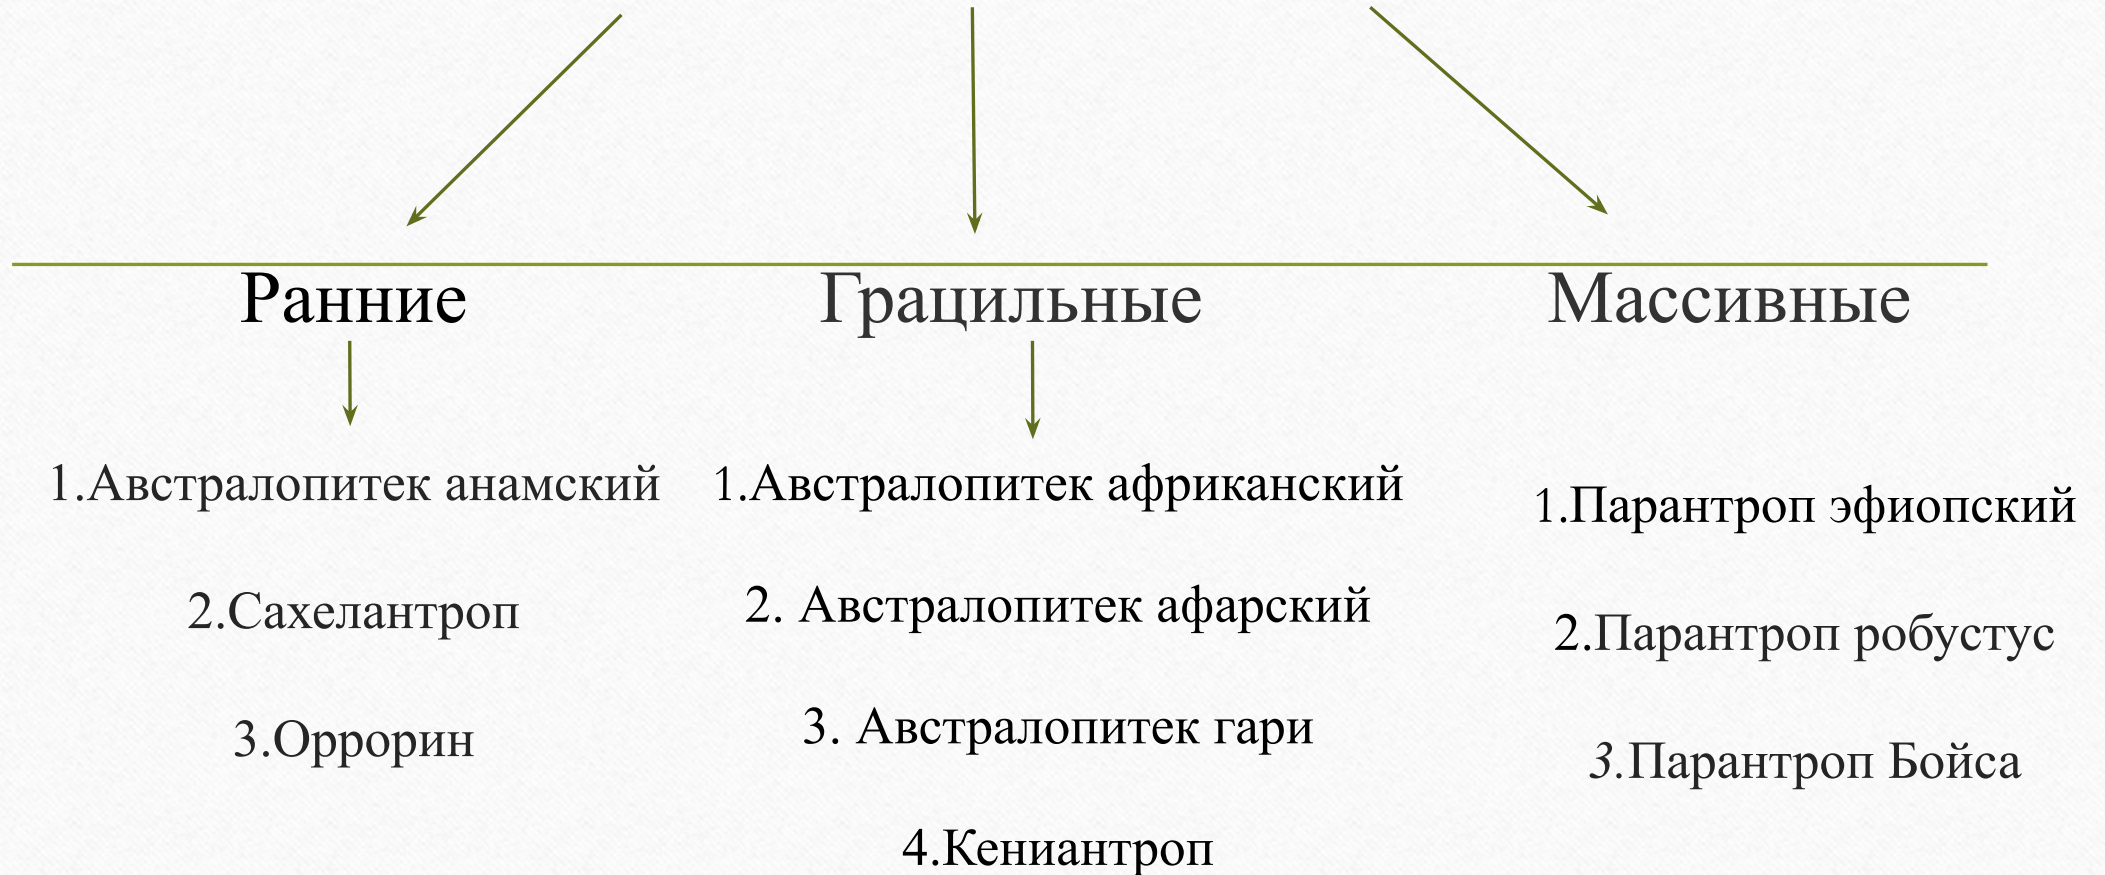 Ранние
Грацильные
Массивные
1.Австралопитек анамский
2.Сахелантроп
3.Оррорин
1.Австралопитек африканский
2. Австралопитек афарский
3. Австралопитек гари
4.Кениантроп
1.Парантроп эфиопский
2.Парантроп робустус
3.Парантроп Бойса